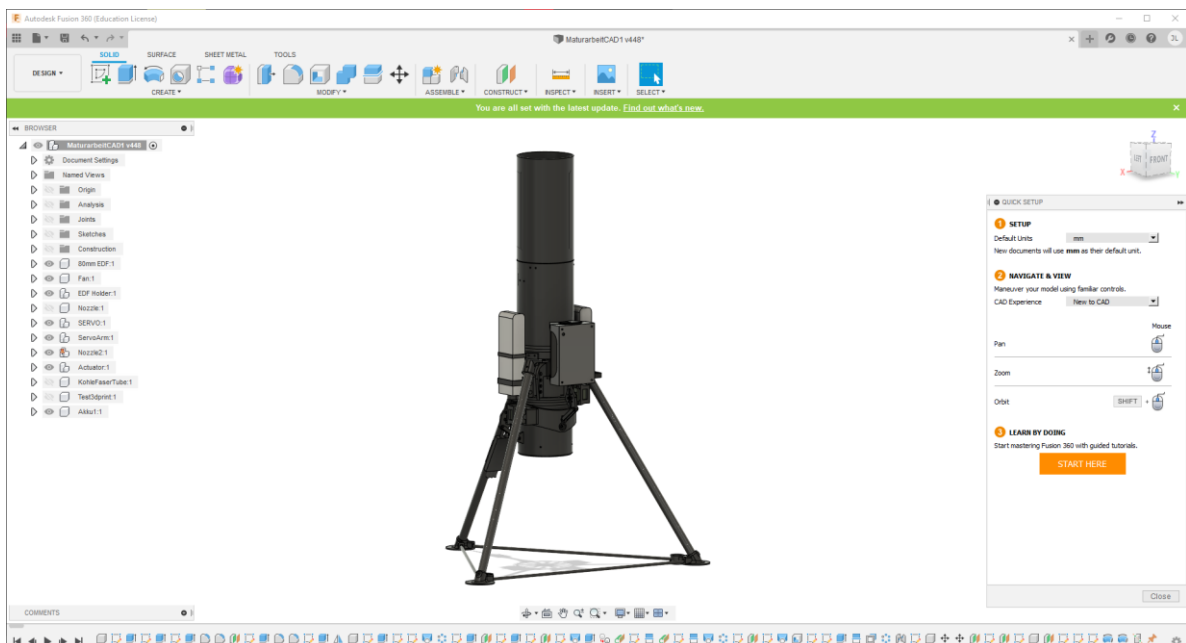 Autodesk Fusion 360 (Education License)
MaturarbeitCAD1 v448*
JL
SOLID SURFACE SHEET METAL TOOLS
DESIGN
CREATE MODIFY ASSEMBLE CONSTRUCT INSPECT INSERT SELECT
You are all set with the latest update. Find out what's new.
BROWSER
MaturarbeitCAD1 v448
Document Settings
Named Views
Origin
Analysis
Joints
Sketches
Construction
80mm EDF:1
Fan:1
EDF Holder:1
Nozzle:1
SERVO:1
ServoArm:1
Nozzle2:1
Actuator:1
KohleFaserTube:1
Test3dprint:1
Akku1:1
Z
FRONT
X
QUICK SETUP
1 SETUP
Default Units mm
New documents will use mm as their default unit.
2 NAVIGATE & VIEW
Maneuver your model using familiar controls.
CAD Experience New to CAD
Mouse
Pan
Zoom
Orbit SHIFT +
3 LEARN BY DOING
Start mastering Fusion 360 with guided tutorials.
START HERE
Close
COMMENTS